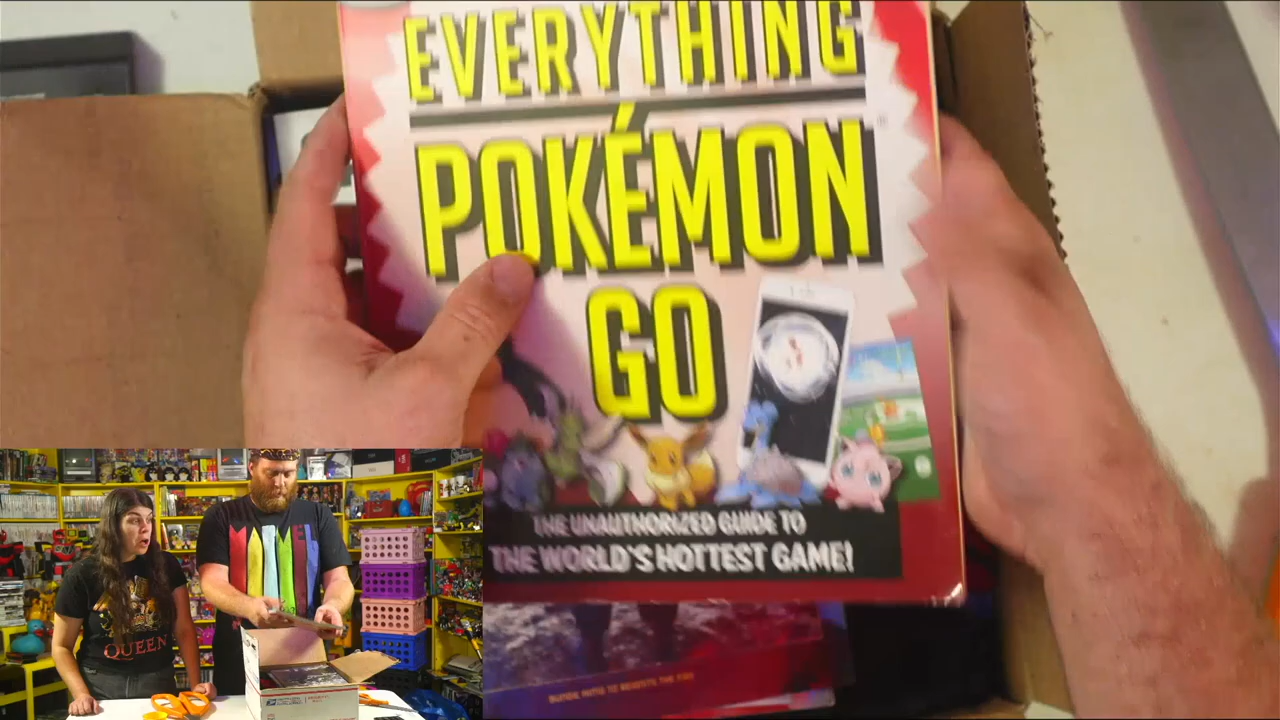 EVERYTHING
POKÉMON
GO
THE UNAUTHORIZED GUIDE TO
THE WORLD'S HOTTEST GAME!
QUEEN